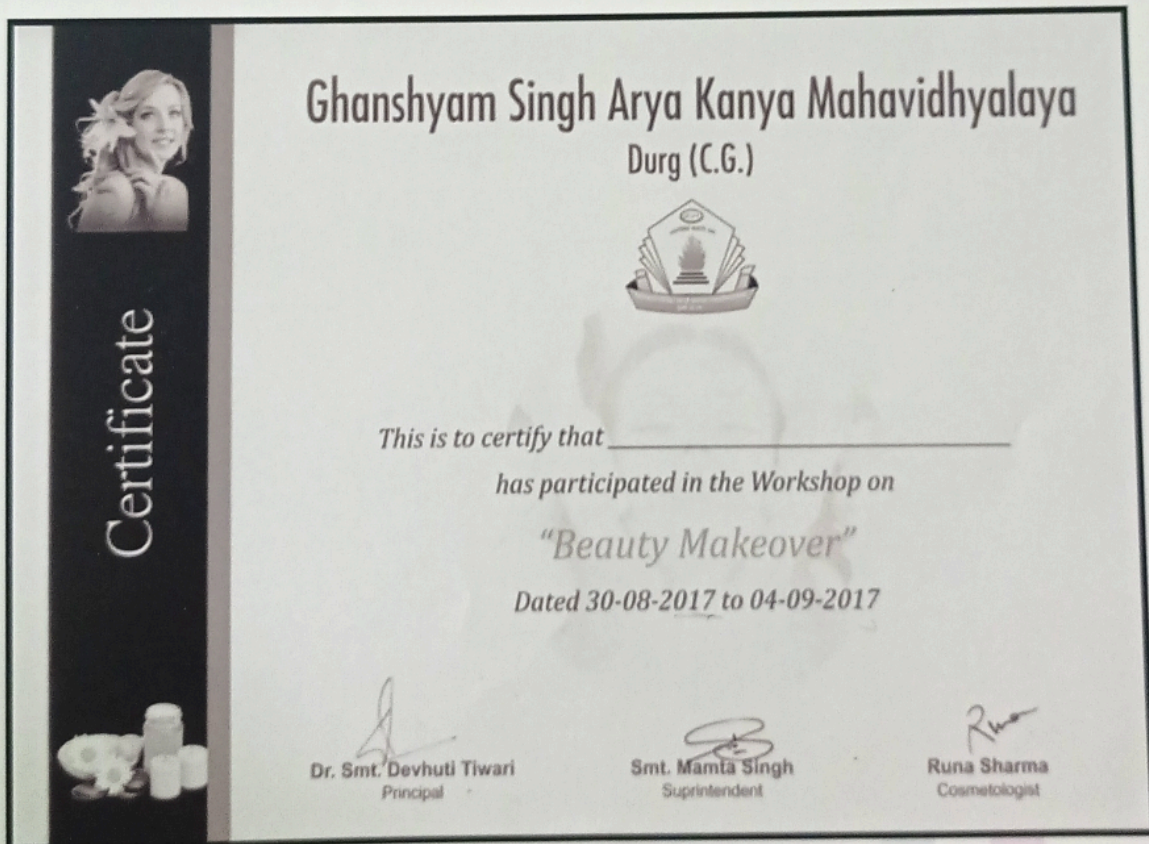 Ghanshyam Singh Arya Kanya Mahavidhyalaya
Durg (C.G.)
Certificate
This is to certify that
has participated in the Workshop on
“Beauty Makeover”
Dated 30-08-2017 to 04-09-2017
Dr. Smt. Devhuti Tiwari
Principal
Smt. Mamta Singh
Suprintendent
Runa Sharma
Cosmetologist